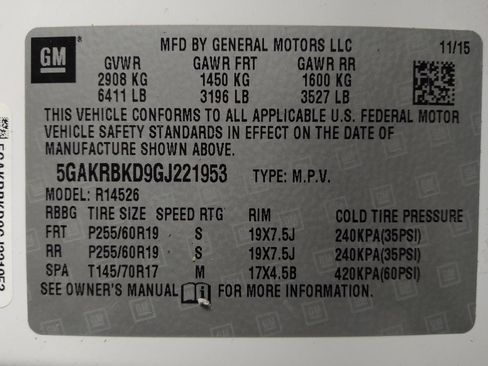 GM
MFD BY GENERAL MOTORS LLC 11/15
GVWR GAWR FRT GAWR RR
2908 KG 1450 KG 1600 KG
6411 LB 3196 LB 3527 LB
THIS VEHICLE CONFORMS TO ALL APPLICABLE U.S. FEDERAL MOTOR
VEHICLE SAFETY STANDARDS IN EFFECT ON THE DATE OF
MANUFACTURE SHOWN ABOVE.
5GAKRBKD9GJ221953 TYPE: M.P.V.
MODEL: R14526
RBBG TIRE SIZE SPEED RTG RIM COLD TIRE PRESSURE
FRT P255/60R19 S 19X7.5J 240KPA(35PSI)
RR P255/60R19 S 19X7.5J 240KPA(35PSI)
SPA T145/70R17 M 17X4.5B 420KPA(60PSI)
SEE OWNER'S MANUAL FOR MORE INFORMATION.